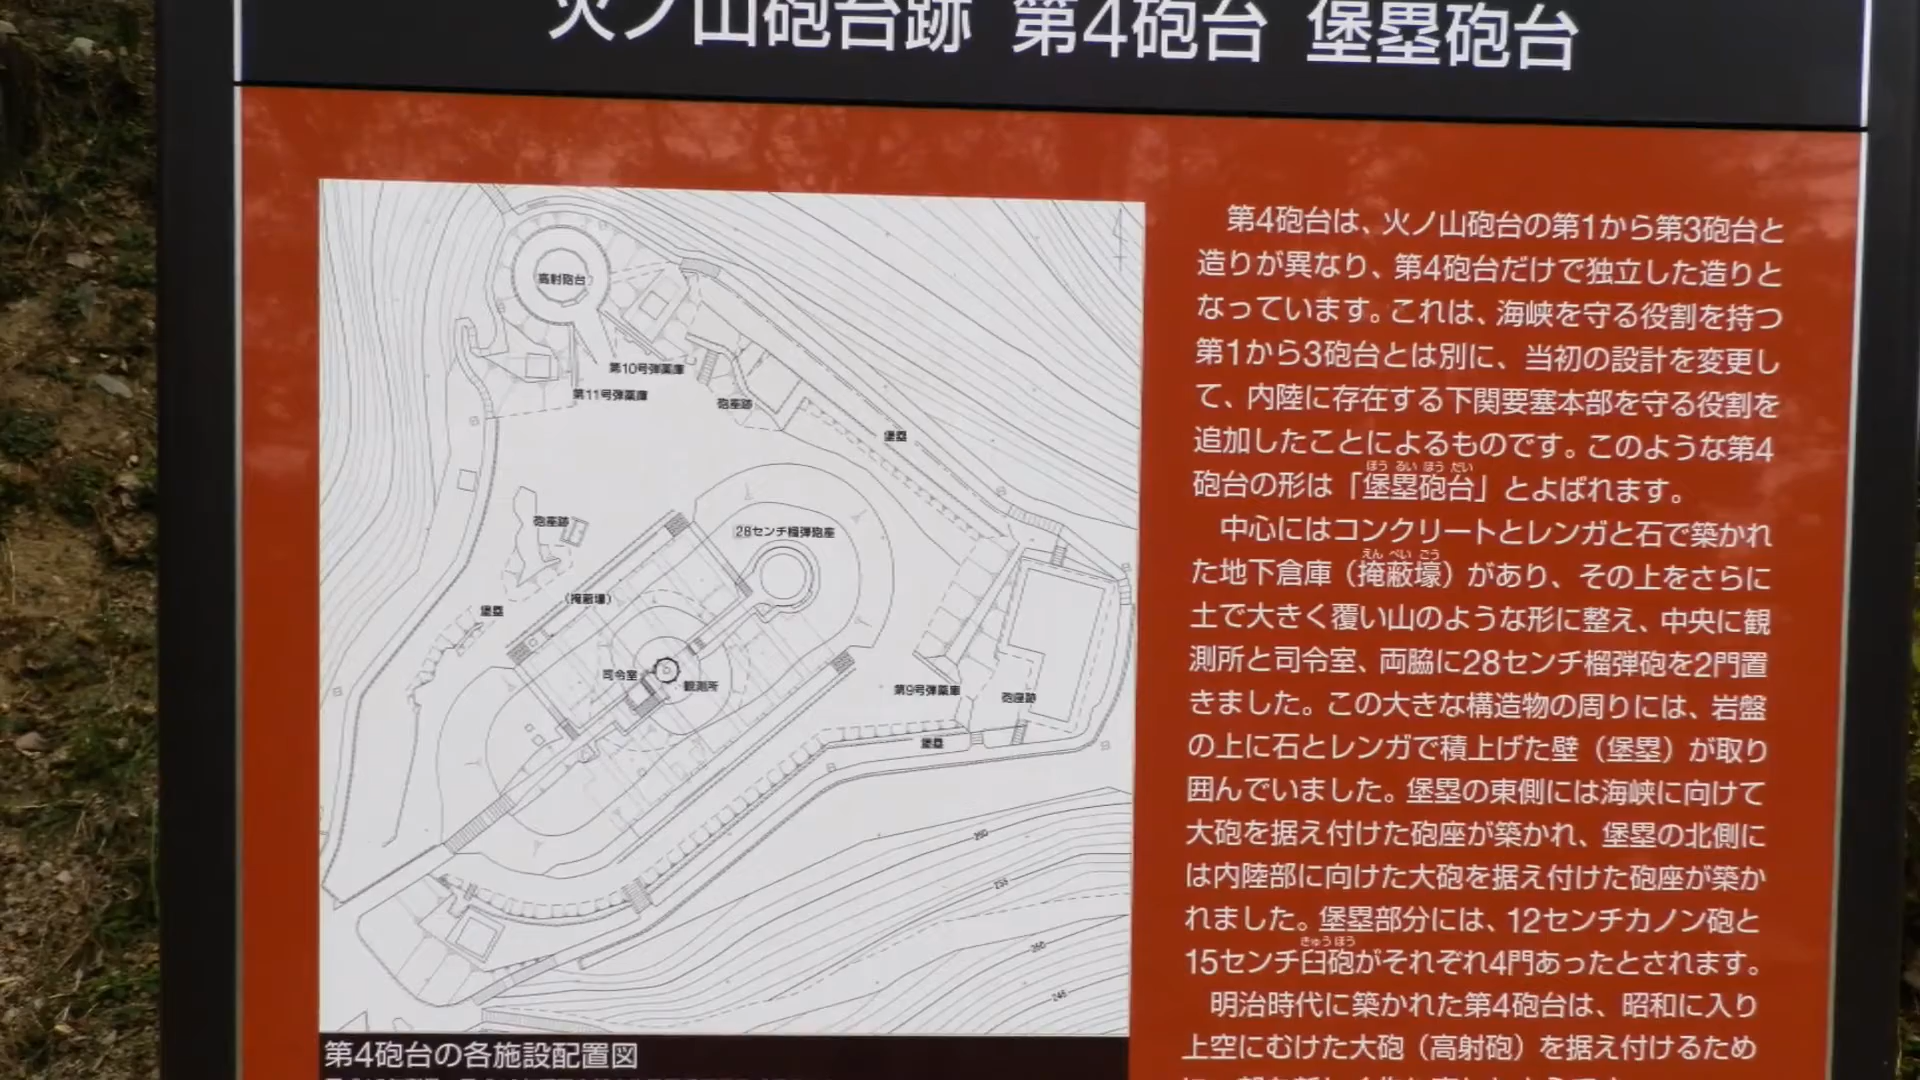 火ノ山砲台跡 第4砲台 堡塁砲台
高射砲台
第10号弾薬庫
第11号弾薬庫
砲座跡
堡塁
砲座跡
28センチ榴弾砲座
(掩蔽壕)
堡塁
司令室
観測所
第9号弾薬庫
砲座跡
堡塁
260
255
250
245
第4砲台の各施設配置図
第4砲台は、火ノ山砲台の第1から第3砲台と
造りが異なり、第4砲台だけで独立した造りと
なっています。これは、海峡を守る役割を持つ
第1から3砲台とは別に、当初の設計を変更し
て、内陸に存在する下関要塞本部を守る役割を
追加したことによるものです。このような第4
ほう るい ほう だい
砲台の形は「堡塁砲台」とよばれます。
中心にはコンクリートとレンガと石で築かれ
えん ぺい ごう
た地下倉庫（掩蔽壕）があり、その上をさらに
土で大きく覆い山のような形に整え、中央に観
測所と司令室、両脇に28センチ榴弾砲を2門置
きました。この大きな構造物の周りには、岩盤
の上に石とレンガで積上げた壁（堡塁）が取り
囲んでいました。堡塁の東側には海峡に向けて
大砲を据え付けた砲座が築かれ、堡塁の北側に
は内陸部に向けた大砲を据え付けた砲座が築か
れました。堡塁部分には、12センチカノン砲と
きゅうほう
15センチ臼砲がそれぞれ4門あったとされます。
明治時代に築かれた第4砲台は、昭和に入り
上空にむけた大砲（高射砲）を据え付けるため